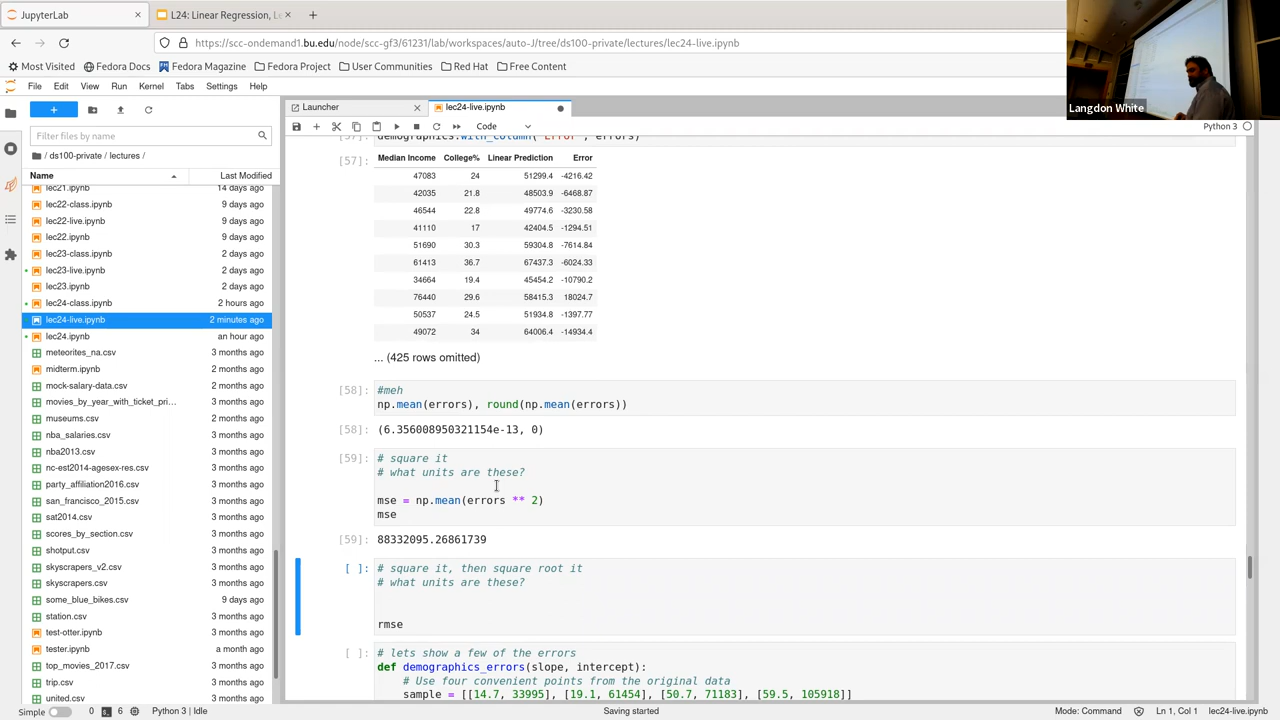 JupyterLab
L24: Linear Regression, Le
https://scc-ondemand1.bu.edu/node/scc-gf3/61231/lab/workspaces/auto-J/tree/ds100-private/lectures/lec24-live.ipynb
Most Visited
Fedora Docs
Fedora Magazine
Fedora Project
User Communities
Red Hat
Free Content
Langdon White
File Edit View Run Kernel Tabs Settings Help
Launcher
lec24-live.ipynb
Code
Python 3
Filter files by name
/ ds100-private / lectures /
Name Last Modified
lec21.ipynb 14 days ago
lec22-class.ipynb 9 days ago
lec22-live.ipynb 9 days ago
lec22.ipynb 9 days ago
lec23-class.ipynb 2 days ago
lec23-live.ipynb 2 days ago
lec23.ipynb 2 days ago
lec24-class.ipynb 2 hours ago
lec24-live.ipynb 2 minutes ago
lec24.ipynb an hour ago
meteorites_na.csv 3 months ago
midterm.ipynb 2 months ago
mock-salary-data.csv 2 months ago
movies_by_year_with_ticket_pri... 3 months ago
museums.csv 2 months ago
nba_salaries.csv 3 months ago
nba2013.csv 3 months ago
nc-est2014-agesex-res.csv 3 months ago
party_affiliation2016.csv 3 months ago
san_francisco_2015.csv 3 months ago
sat2014.csv 3 months ago
scores_by_section.csv 3 months ago
shotput.csv 3 months ago
skyscrapers_v2.csv 3 months ago
skyscrapers.csv 3 months ago
some_blue_bikes.csv 9 days ago
station.csv 3 months ago
test-otter.ipynb 3 months ago
tester.ipynb a month ago
top_movies_2017.csv 3 months ago
trip.csv 3 months ago
united.csv 3 months ago
demographics.with_column('Error', errors)
[57]: Median Income College% Linear Prediction Error
47083 24 51299.4 -4216.42
42035 21.8 48503.9 -6468.87
46544 22.8 49774.6 -3230.58
41110 17 42404.5 -1294.51
51690 30.3 59304.8 -7614.84
61413 36.7 67437.3 -6024.33
34664 19.4 45454.2 -10790.2
76440 29.6 58415.3 18024.7
50537 24.5 51934.8 -1397.77
49072 34 64006.4 -14934.4
... (425 rows omitted)
[58]: #meh
np.mean(errors), round(np.mean(errors))
[58]: (6.356008950321154e-13, 0)
[59]: # square it
# what units are these?
mse = np.mean(errors ** 2)
mse
[59]: 88332095.26861739
[ ]: # square it, then square root it
# what units are these?
rmse
[ ]: # lets show a few of the errors
def demographics_errors(slope, intercept):
# Use four convenient points from the original data
sample = [[14.7, 33995], [19.1, 61454], [50.7, 71183], [59.5, 105918]]
Simple 0 6 Python 3 | Idle Saving started Mode: Command Ln 1, Col 1 lec24-live.ipynb